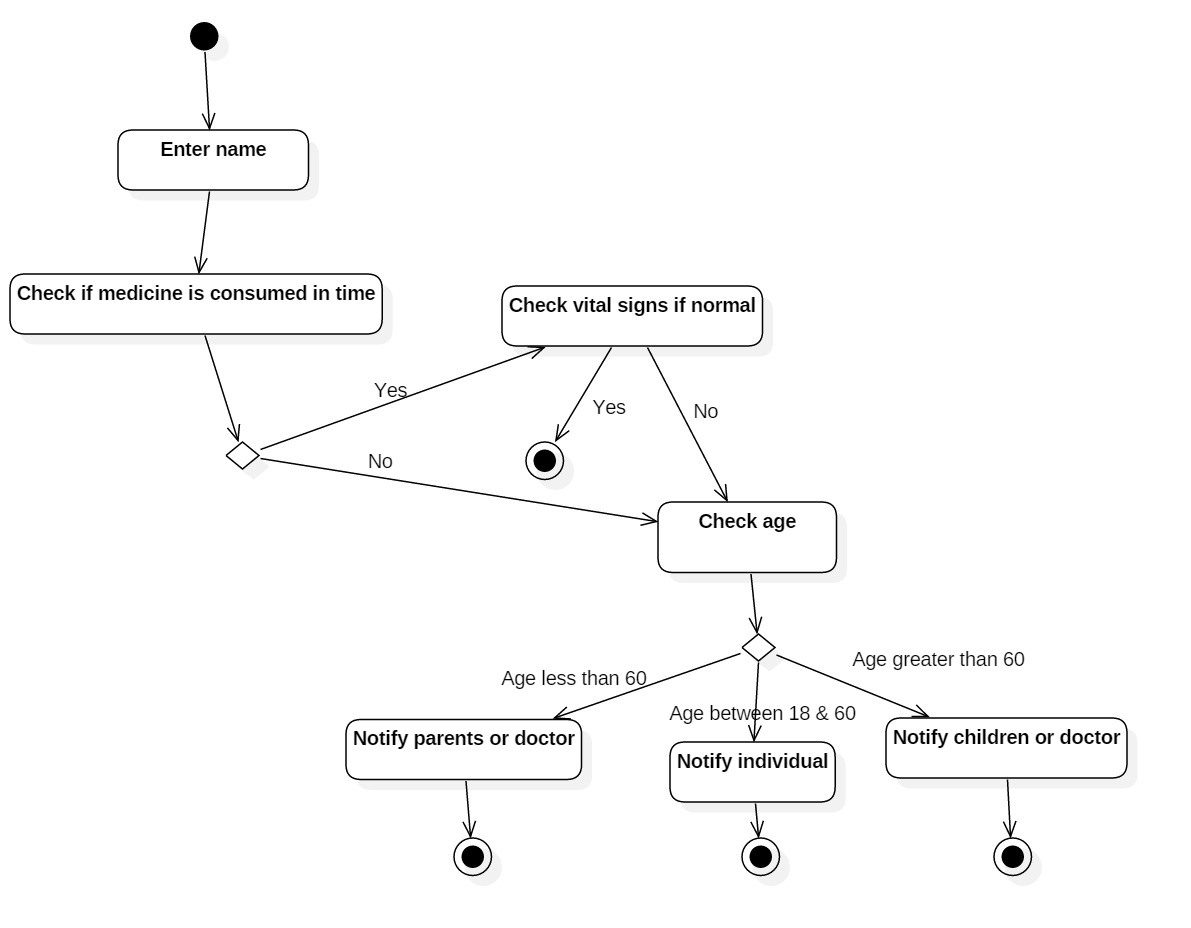 Enter name
Check if medicine is consumed in time
Check vital signs if normal
Yes
Yes
No
No
Check age
Age less than 60
Age greater than 60
Age between 18 & 60
Notify parents or doctor
Notify individual
Notify children or doctor